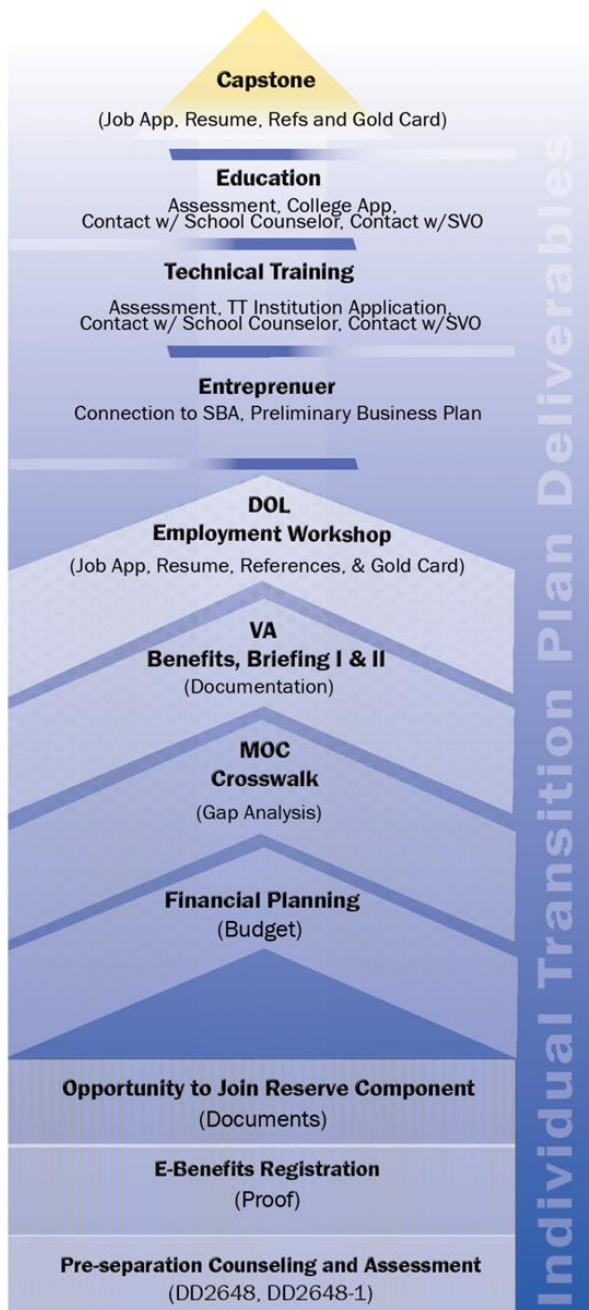 Capstone
(Job App, Resume, Refs and Gold Card)
Education
Assessment, College App,
Contact w/ School Counselor, Contact w/SVO
Technical Training
Assessment, TT Institution Application,
Contact w/ School Counselor, Contact w/SVO
Entreprenuer
Connection to SBA, Preliminary Business Plan
DOL
Employment Workshop
(Job App, Resume, References, & Gold Card)
VA
Benefits, Briefing I & II
(Documentation)
MOC
Crosswalk
(Gap Analysis)
Financial Planning
(Budget)
Opportunity to Join Reserve Component
(Documents)
E-Benefits Registration
(Proof)
Pre-separation Counseling and Assessment
(DD2648, DD2648-1)
Individual Transition Plan Deliverables